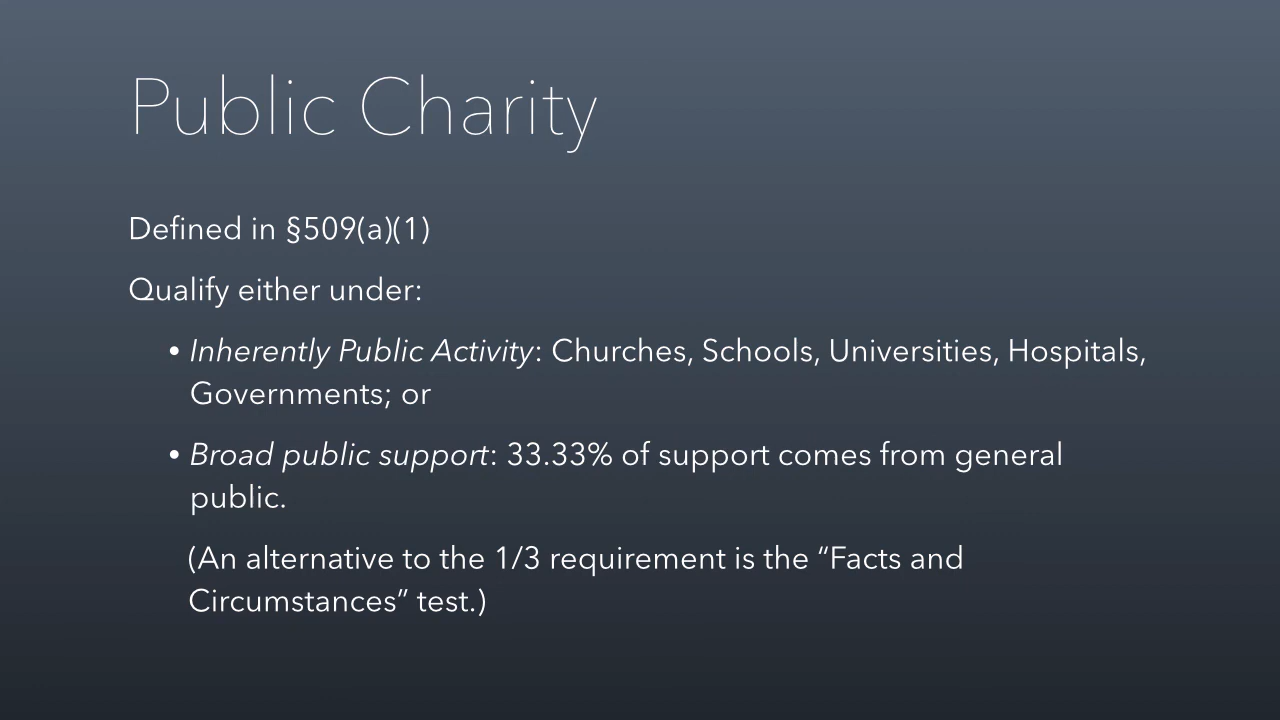 Public Charity
Defined in §509(a)(1)
Qualify either under:
• Inherently Public Activity: Churches, Schools, Universities, Hospitals,
Governments; or
• Broad public support: 33.33% of support comes from general
public.
(An alternative to the 1/3 requirement is the “Facts and
Circumstances” test.)